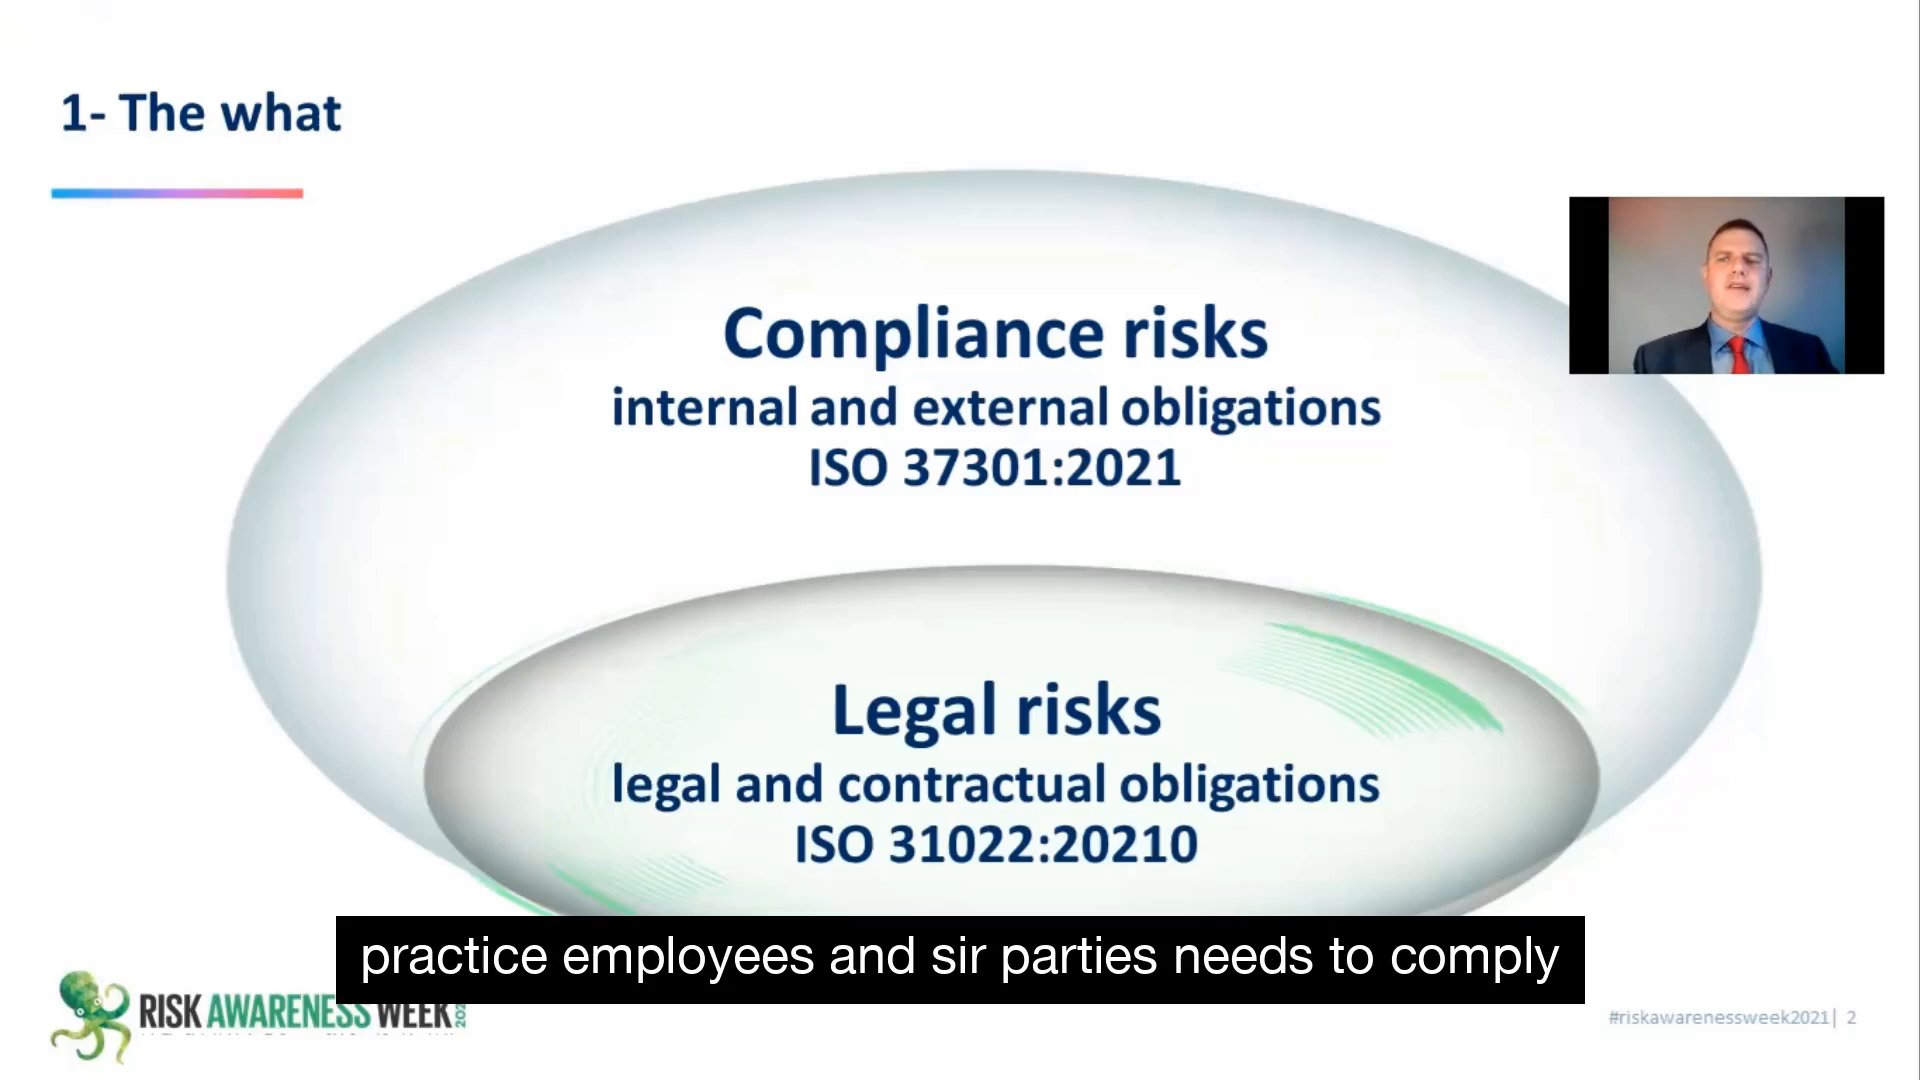 1- The what
Compliance risks
internal and external obligations
ISO 37301:2021
Legal risks
legal and contractual obligations
ISO 31022:20210
practice employees and sir parties needs to comply
RISK AWARENESS WEEK
#riskawarenessweek2021| 2